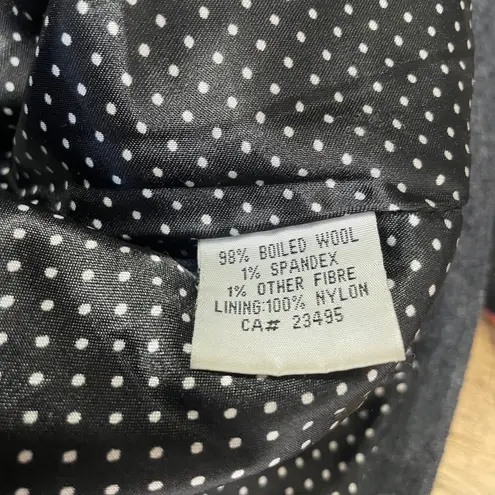 98% BOILED WOOL
1% SPANDEX
1% OTHER FIBRE
LINING:100% NYLON
CA# 23495